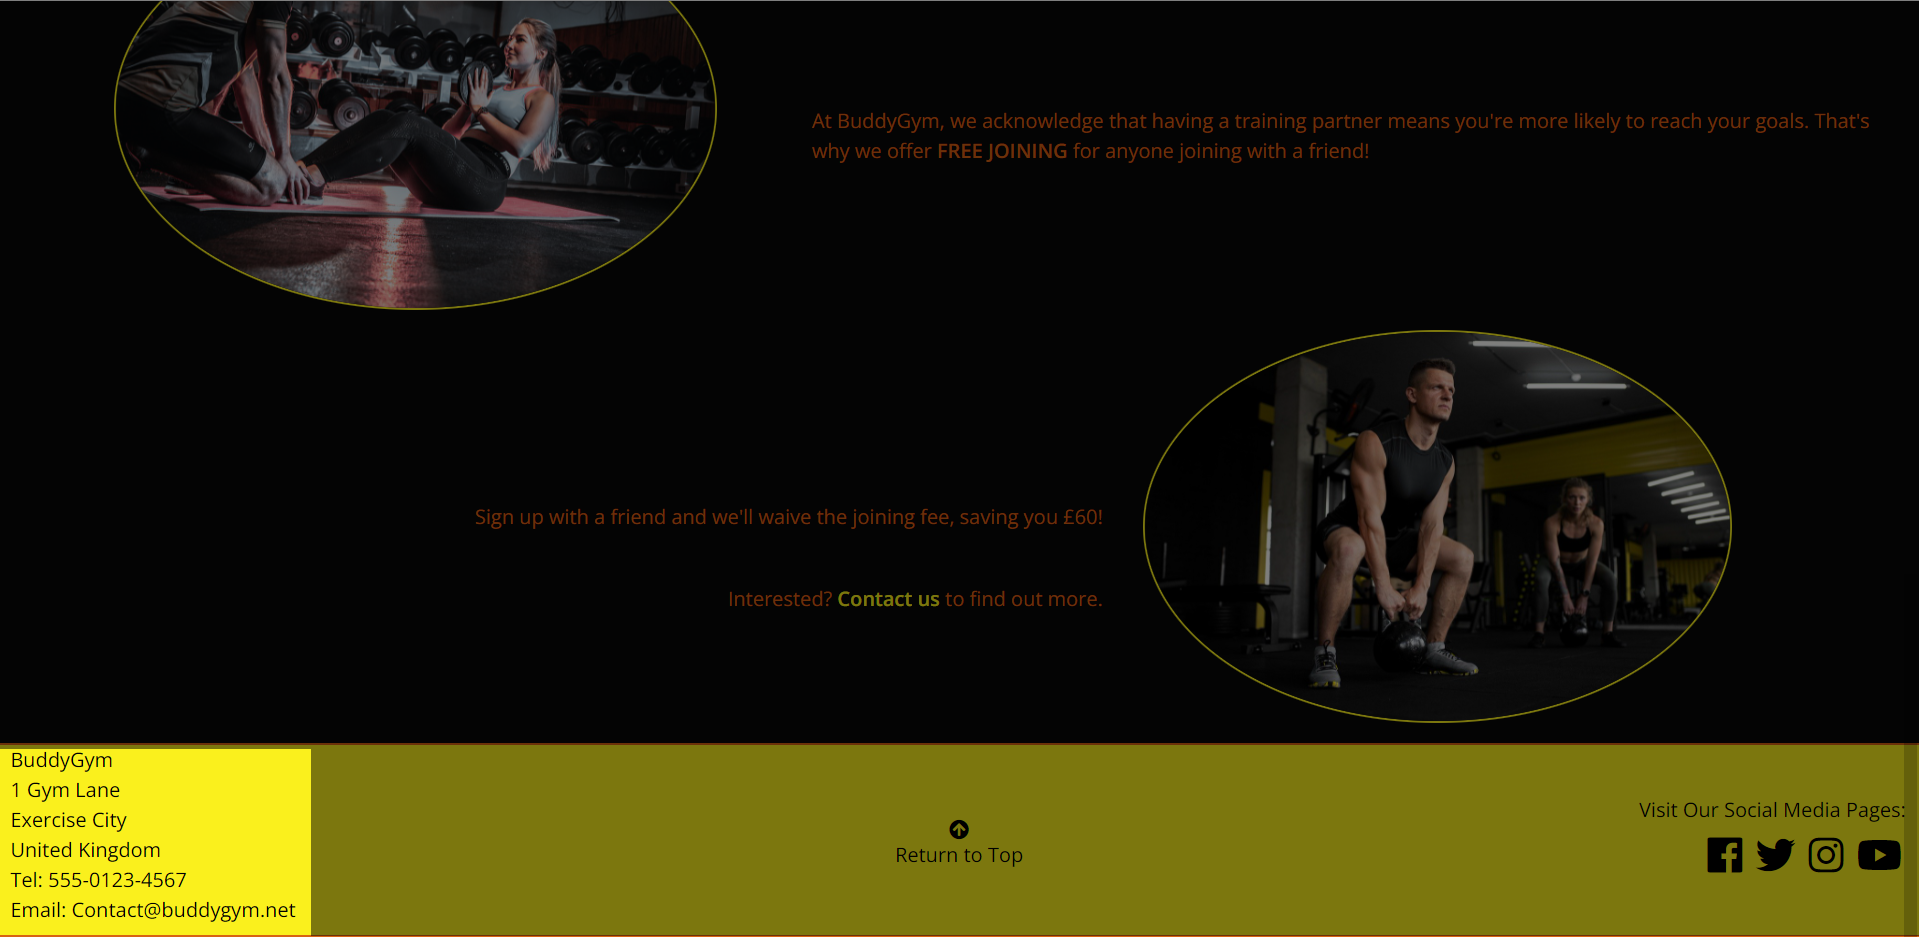 At BuddyGym, we acknowledge that having a training partner means you're more likely to reach your goals. That's
why we offer FREE JOINING for anyone joining with a friend!
Sign up with a friend and we'll waive the joining fee, saving you £60!
Interested? Contact us to find out more.
BuddyGym
1 Gym Lane
Exercise City
United Kingdom
Tel: 555-0123-4567
Email: Contact@buddygym.net
Return to Top
Visit Our Social Media Pages: